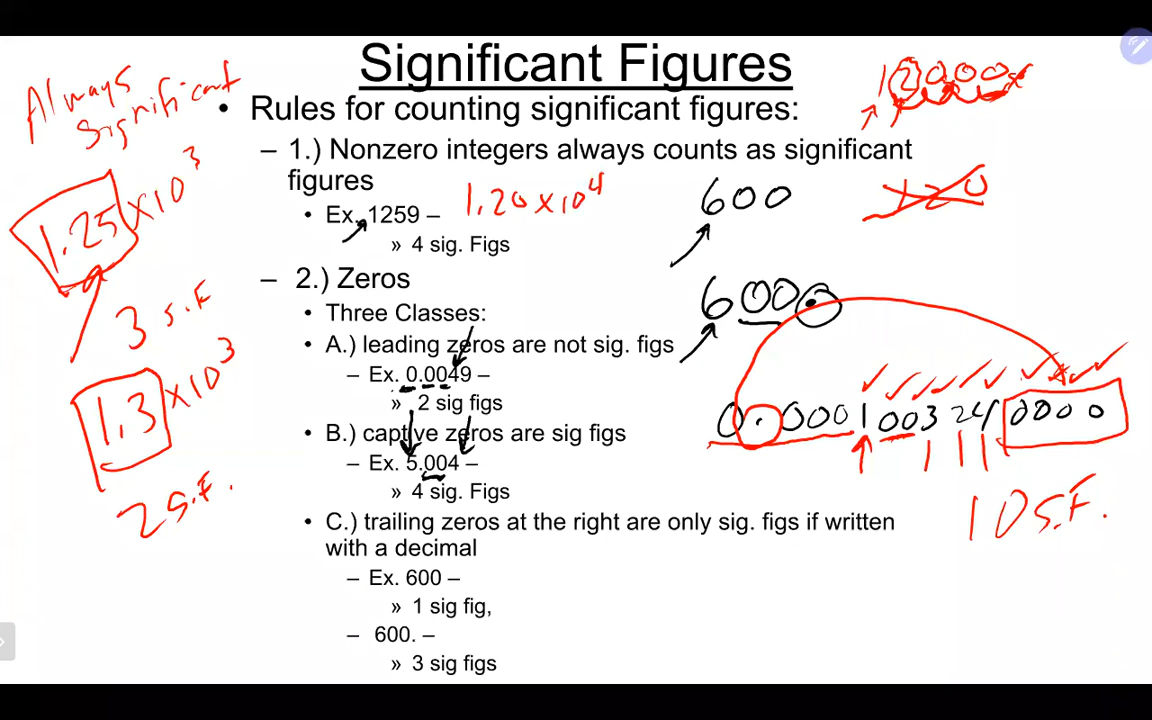 Significant Figures
• Rules for counting significant figures:
– 1.) Nonzero integers always counts as significant
figures
• Ex. 1259 –
» 4 sig. Figs
– 2.) Zeros
• Three Classes:
• A.) leading zeros are not sig. figs
– Ex. 0.0049 –
» 2 sig figs
• B.) captive zeros are sig figs
– Ex. 5.004 –
» 4 sig. Figs
• C.) trailing zeros at the right are only sig. figs if written
with a decimal
– Ex. 600 –
» 1 sig fig,
– 600. –
» 3 sig figs
Always
Significant
1.25 x 10³
3 s.F
1.3 x 10³
2 S.F.
1.20 x 10⁴
12000
120
600
600.
0.0001003240000
10 S.F.